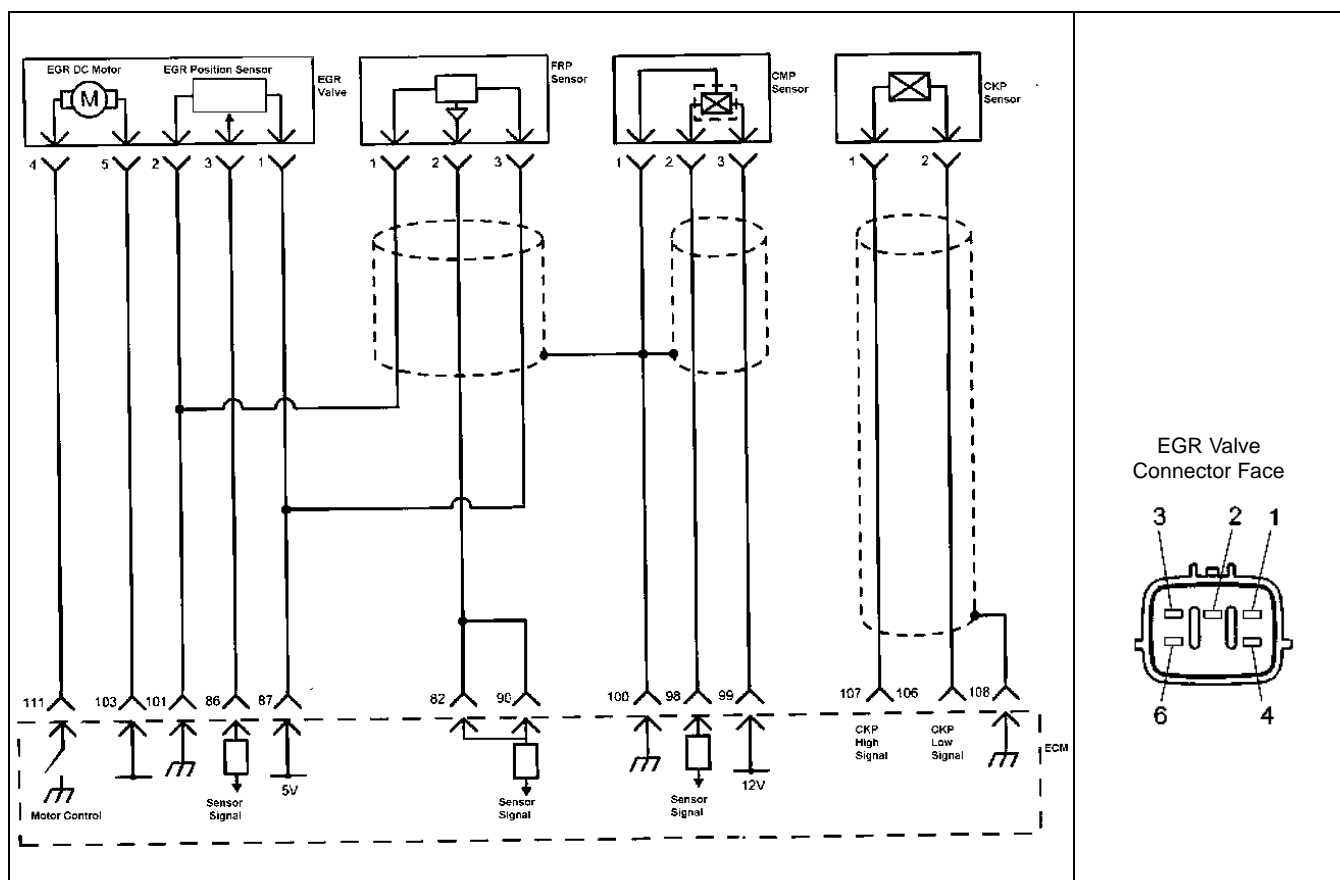 EGR DC Motor
EGR Position Sensor
EGR
Valve
M
4 5 2 3 1
FRP
Sensor
1 2 3
CMP
Sensor
1 2 3
CKP
Sensor
1 2
111 103 101 86 87
82 90
100 98 99
107 106 108
Motor Control
Sensor
Signal
5V
Sensor
Signal
Sensor
Signal
12V
CKP
High
Signal
CKP
Low
Signal
ECM
EGR Valve
Connector Face
3 2 1
6 4